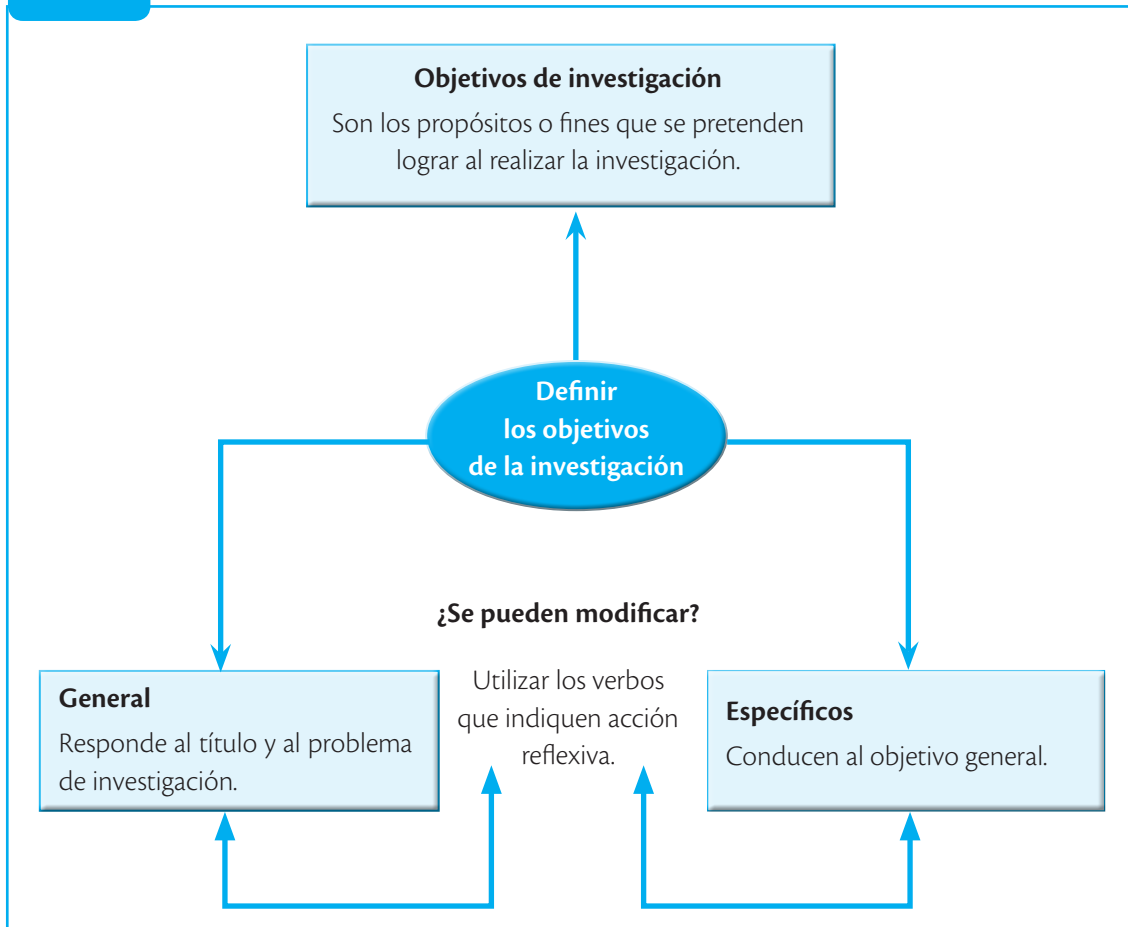 Objetivos de investigación
Son los propósitos o fines que se pretenden
lograr al realizar la investigación.
Definir
los objetivos
de la investigación
¿Se pueden modificar?
General
Responde al título y al problema
de investigación.
Utilizar los verbos
que indiquen acción
reflexiva.
Específicos
Conducen al objetivo general.